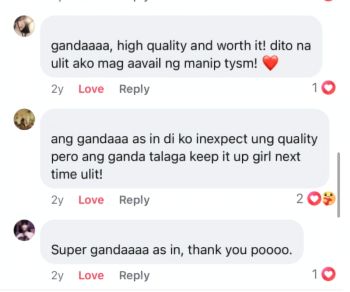 gandaaaa, high quality and worth it! dito na
ulit ako mag aavail ng manip tysm! ❤️
2y Love Reply 1
ang gandaaa as in di ko inexpect ung quality
pero ang ganda talaga keep it up girl next
time ulit!
2y Love Reply 2
Super gandaaaa as in, thank you poooo.
2y Love Reply 1